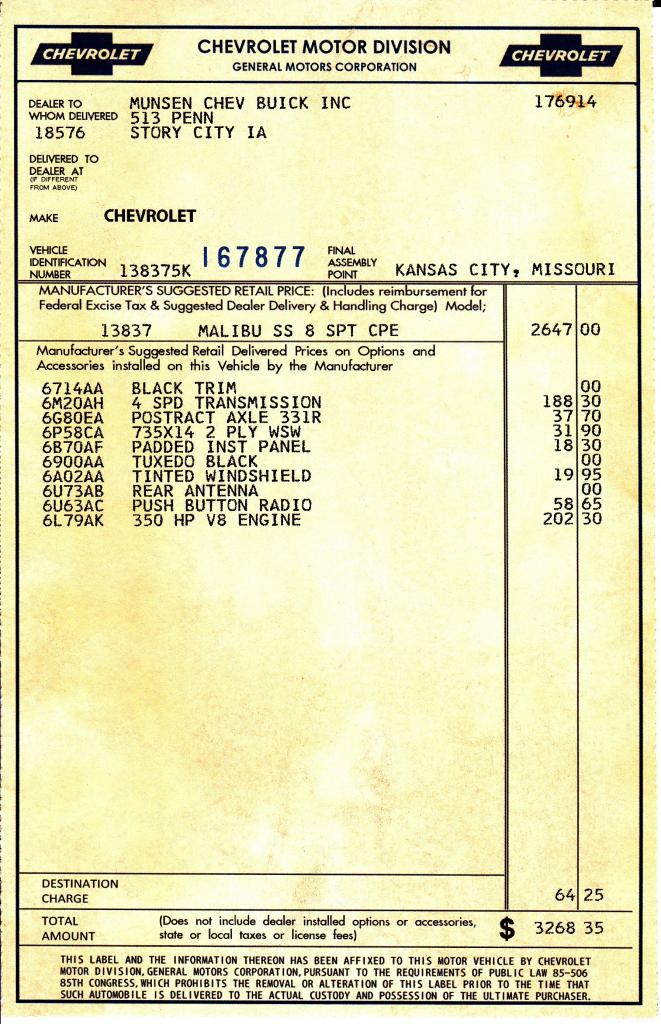 CHEVROLET
CHEVROLET MOTOR DIVISION
GENERAL MOTORS CORPORATION
CHEVROLET
DEALER TO WHOM DELIVERED
18576
MUNSEN CHEV BUICK INC
513 PENN
STORY CITY IA
176914
DELIVERED TO
DEALER AT
(IF DIFFERENT
FROM ABOVE)
MAKE CHEVROLET
VEHICLE
IDENTIFICATION
NUMBER 138375K 167877
FINAL
ASSEMBLY
POINT KANSAS CITY, MISSOURI
MANUFACTURER'S SUGGESTED RETAIL PRICE: (Includes reimbursement for
Federal Excise Tax & Suggested Dealer Delivery & Handling Charge) Model;
13837 MALIBU SS 8 SPT CPE 2647 00
Manufacturer's Suggested Retail Delivered Prices on Options and
Accessories installed on this Vehicle by the Manufacturer
6714AA BLACK TRIM 00
6M20AH 4 SPD TRANSMISSION 188 30
6G80EA POSTRACT AXLE 331R 37 70
6P58CA 735X14 2 PLY WSW 31 90
6B70AF PADDED INST PANEL 18 30
6900AA TUXEDO BLACK 00
6A02AA TINTED WINDSHIELD 19 95
6U73AB REAR ANTENNA 00
6U63AC PUSH BUTTON RADIO 58 65
6L79AK 350 HP V8 ENGINE 202 30
DESTINATION
CHARGE 64 25
TOTAL
AMOUNT
(Does not include dealer installed options or accessories,
state or local taxes or license fees)
$ 3268 35
THIS LABEL AND THE INFORMATION THEREON HAS BEEN AFFIXED TO THIS MOTOR VEHICLE BY CHEVROLET
MOTOR DIVISION, GENERAL MOTORS CORPORATION, PURSUANT TO THE REQUIREMENTS OF PUBLIC LAW 85-506
85TH CONGRESS, WHICH PROHIBITS THE REMOVAL OR ALTERATION OF THIS LABEL PRIOR TO THE TIME THAT
SUCH AUTOMOBILE IS DELIVERED TO THE ACTUAL CUSTODY AND POSSESSION OF THE ULTIMATE PURCHASER.